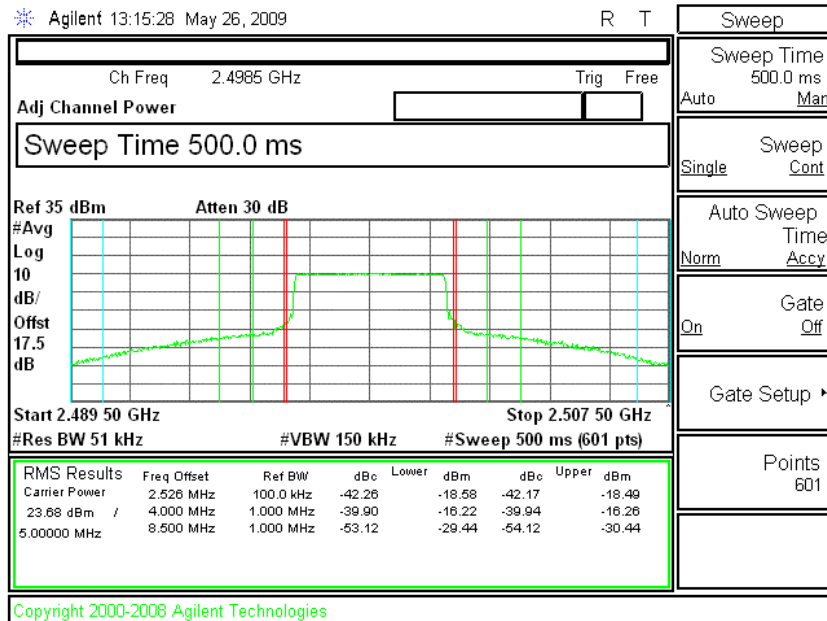 Agilent 13:15:28 May 26, 2009 R T
Ch Freq 2.4985 GHz Trig Free
Adj Channel Power
Sweep Time 500.0 ms
Ref 35 dBm Atten 30 dB
#Avg
Log
10
dB/
Offst
17.5
dB
Start 2.489 50 GHz Stop 2.507 50 GHz
#Res BW 51 kHz #VBW 150 kHz #Sweep 500 ms (601 pts)
RMS Results Freq Offset Ref BW dBc Lower dBm dBc Upper dBm
Carrier Power 2.526 MHz 100.0 kHz -42.26 -18.58 -42.17 -18.49
23.68 dBm / 4.000 MHz 1.000 MHz -39.90 -16.22 -39.94 -16.26
5.00000 MHz 8.500 MHz 1.000 MHz -53.12 -29.44 -54.12 -30.44
Copyright 2000-2008 Agilent Technologies
Sweep
Sweep Time
500.0 ms
Auto Man
Sweep
Single Cont
Auto Sweep
Time
Norm Accy
Gate
On Off
Gate Setup
Points
601